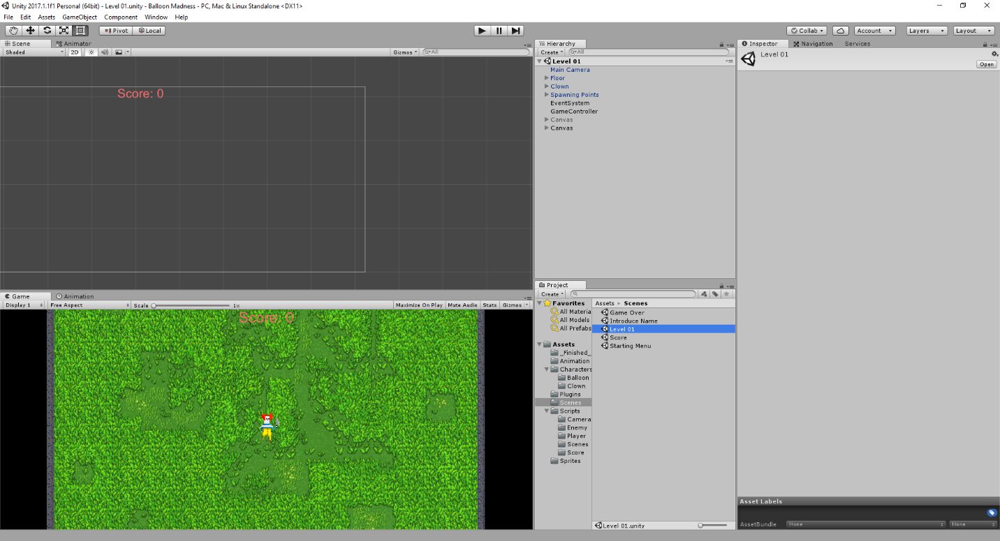 Unity 2017.1.1f1 Personal (64bit) - Level 01.unity - Balloon Madness - PC, Mac & Linux Standalone <DX11>
File Edit Assets GameObject Component Window Help
Pivot Local Collab Account Layers Layout
Scene Animator
Shaded 2D Gizmos All
Score: 0
Game Animation
Display 1 Free Aspect Scale 1x Maximize On Play Mute Audio Stats Gizmos
Score: 0
Hierarchy
Create All
Level 01
Main Camera
Floor
Clown
Spawning Points
EventSystem
GameController
Canvas
Canvas
Project
Create
Favorites
All Materia
All Models
All Prefabs
Assets
_Finished_
Animation
Characters
Balloon
Clown
Plugins
Scenes
Scripts
Camera
Enemy
Player
Scenes
Score
Sprites
Assets Scenes
Game Over
Introduce Name
Level 01
Score
Starting Menu
Level 01.unity
Inspector Navigation Services
Level 01
Open
Asset Labels
AssetBundle None None